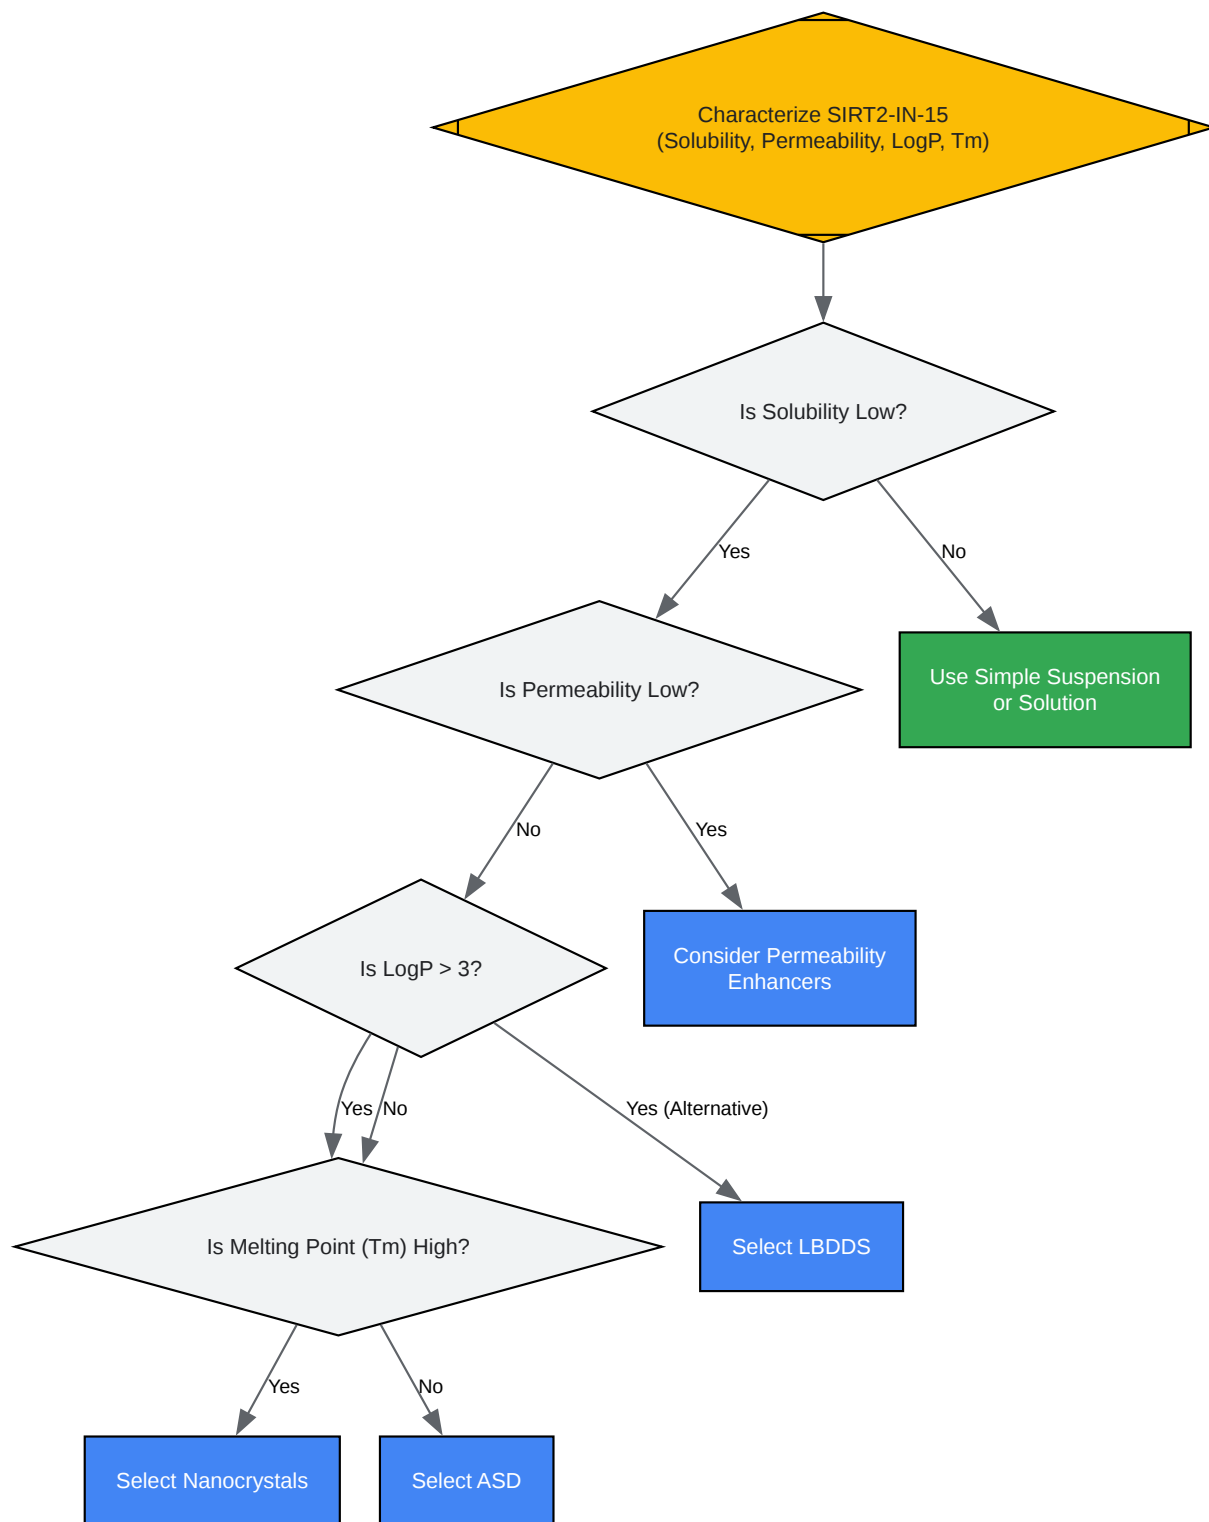 Characterize SIRT2-IN-15
(Solubility, Permeability, LogP, Tm)
Is Solubility Low?
Yes
No
Is Permeability Low?
Use Simple Suspension
or Solution
No
Yes
Is LogP > 3?
Consider Permeability
Enhancers
Yes
No
Yes (Alternative)
Is Melting Point (Tm) High?
Select LBDDS
Yes
No
Select Nanocrystals
Select ASD